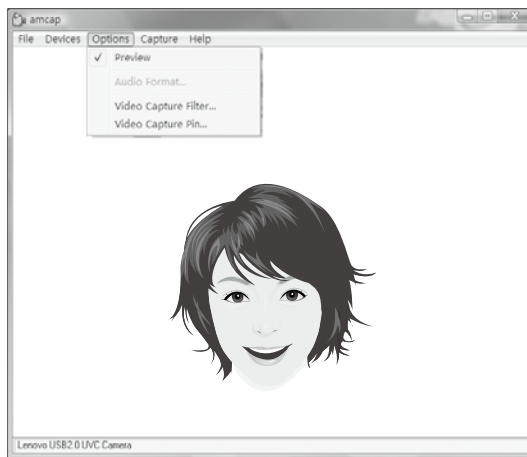 amcap
File Devices Options Capture Help
Preview
Audio Format...
Video Capture Filter...
Video Capture Pin...
Lenovo USB2.0 UVC Camera